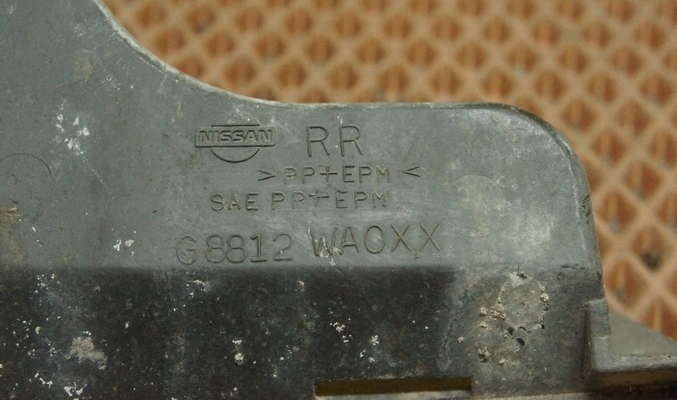 NISSAN RR
>PP+EPM<
SAE PP+EPM
G8812 WA0XX